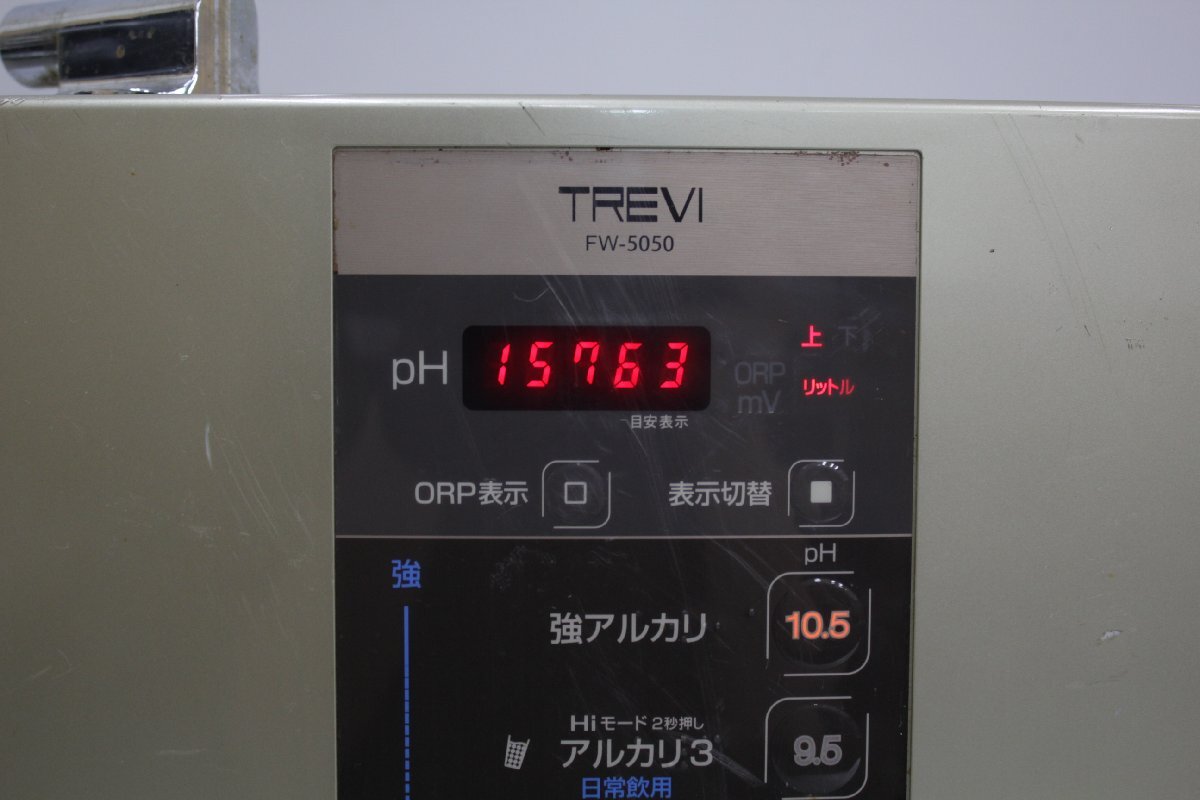 TREVI
FW-5050
上 下
pH 15763 ORP mV リットル
目安表示
ORP表示 表示切替
pH
強
強アルカリ 10.5
Hiモード2秒押し
アルカリ3 9.5
日常飲用